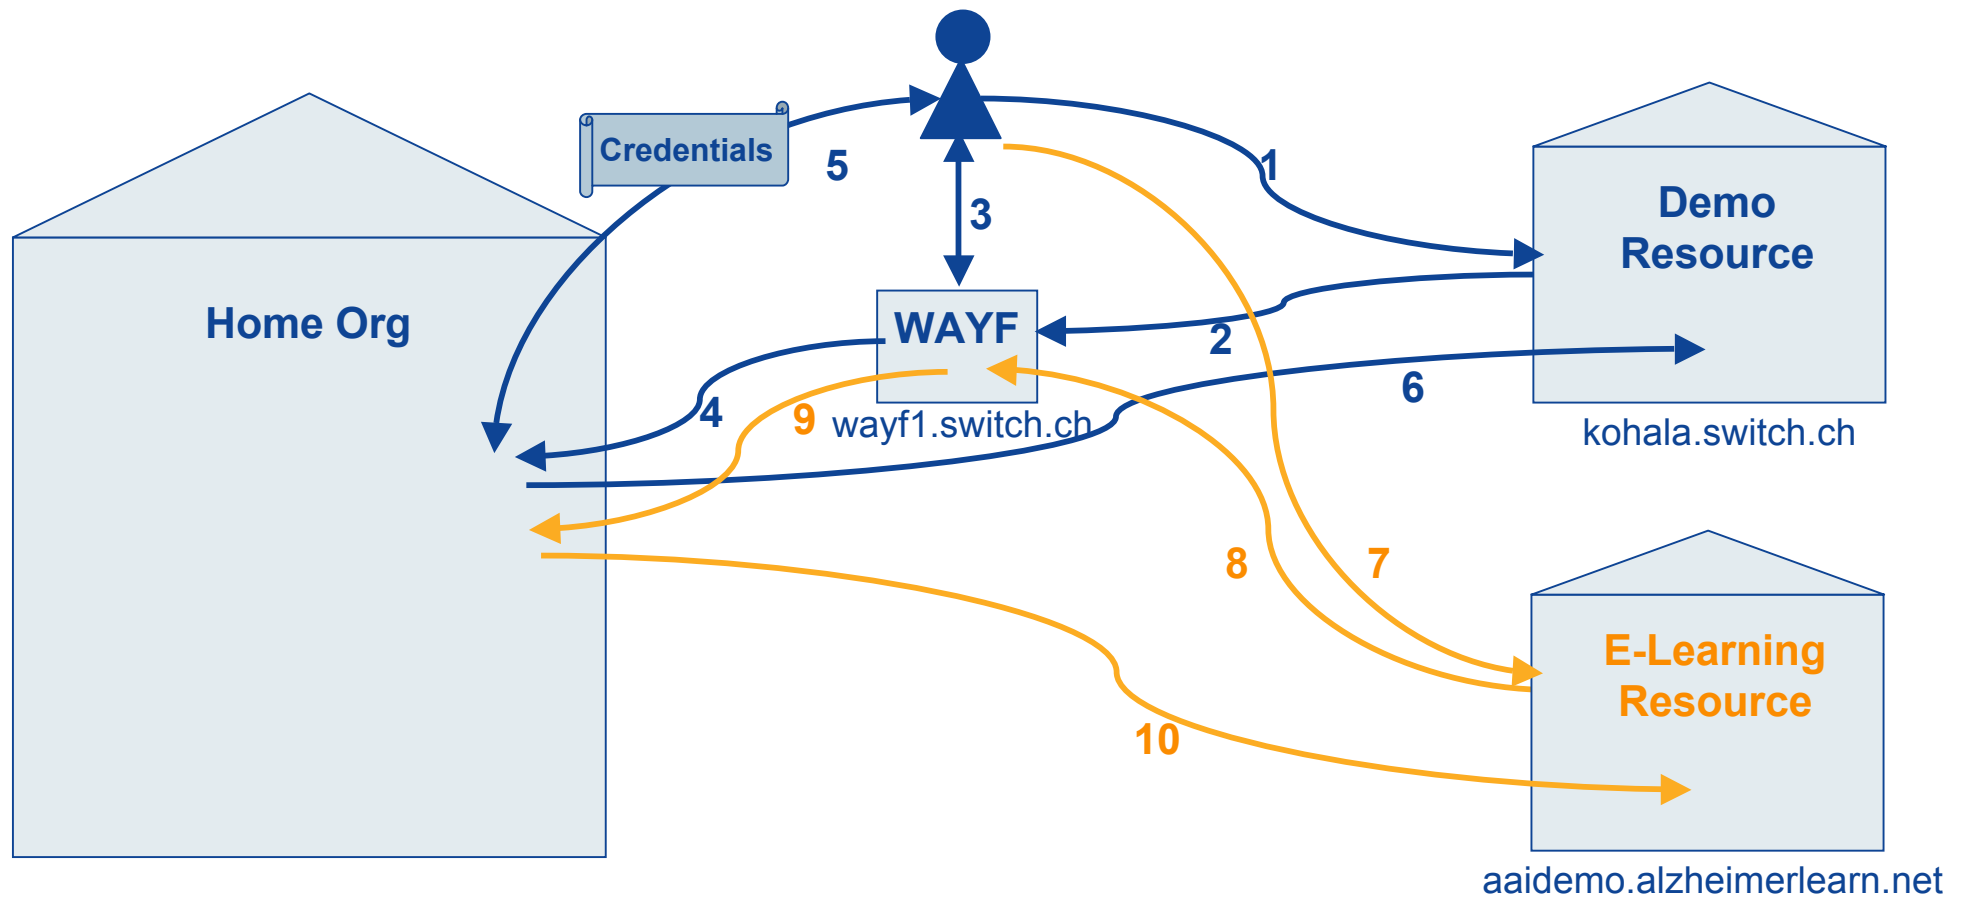 Credentials
5
1
3
Demo
Resource
Home Org
WAYF
2
6
4
9
wayf1.switch.ch
kohala.switch.ch
8
7
E-Learning
Resource
10
aaidemo.alzheimerlearn.net